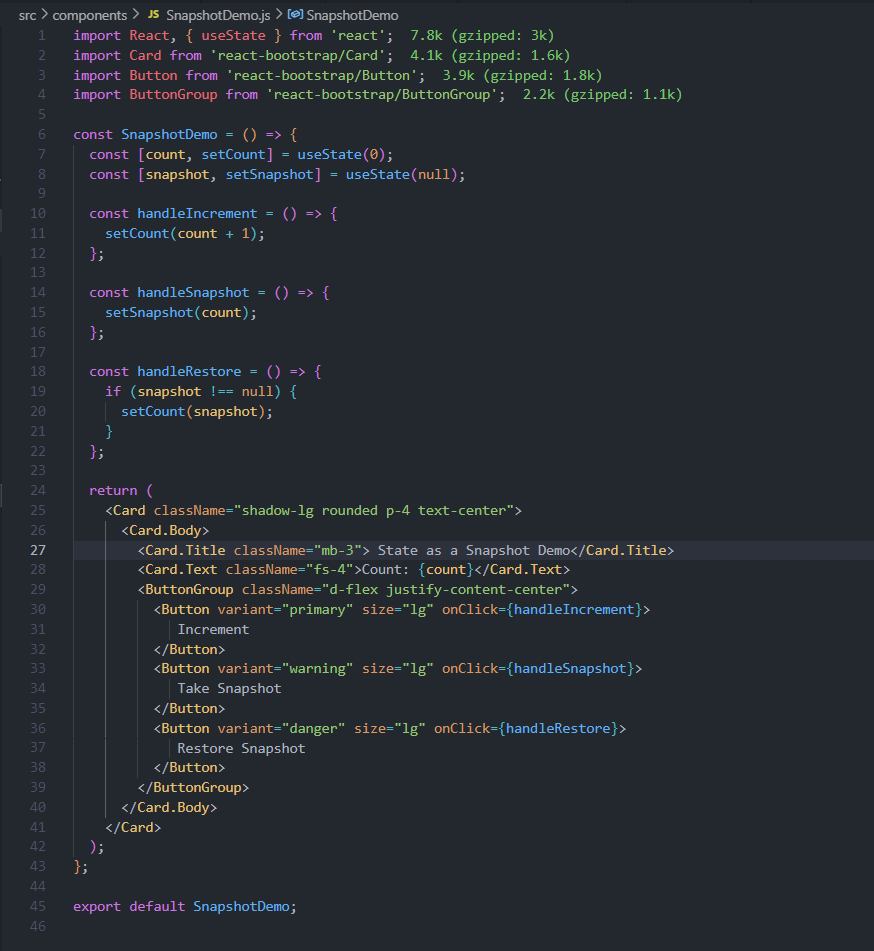 src > components > JS SnapshotDemo.js > SnapshotDemo
1 import React, { useState } from 'react';  7.8k (gzipped: 3k)
2 import Card from 'react-bootstrap/Card';  4.1k (gzipped: 1.6k)
3 import Button from 'react-bootstrap/Button';  3.9k (gzipped: 1.8k)
4 import ButtonGroup from 'react-bootstrap/ButtonGroup';  2.2k (gzipped: 1.1k)
5
6 const SnapshotDemo = () => {
7   const [count, setCount] = useState(0);
8   const [snapshot, setSnapshot] = useState(null);
9
10   const handleIncrement = () => {
11     setCount(count + 1);
12   };
13
14   const handleSnapshot = () => {
15     setSnapshot(count);
16   };
17
18   const handleRestore = () => {
19     if (snapshot !== null) {
20       setCount(snapshot);
21     }
22   };
23
24   return (
25     <Card className="shadow-lg rounded p-4 text-center">
26       <Card.Body>
27         <Card.Title className="mb-3"> State as a Snapshot Demo</Card.Title>
28         <Card.Text className="fs-4">Count: {count}</Card.Text>
29         <ButtonGroup className="d-flex justify-content-center">
30           <Button variant="primary" size="lg" onClick={handleIncrement}>
31             Increment
32           </Button>
33           <Button variant="warning" size="lg" onClick={handleSnapshot}>
34             Take Snapshot
35           </Button>
36           <Button variant="danger" size="lg" onClick={handleRestore}>
37             Restore Snapshot
38           </Button>
39         </ButtonGroup>
40       </Card.Body>
41     </Card>
42   );
43 };
44
45 export default SnapshotDemo;
46